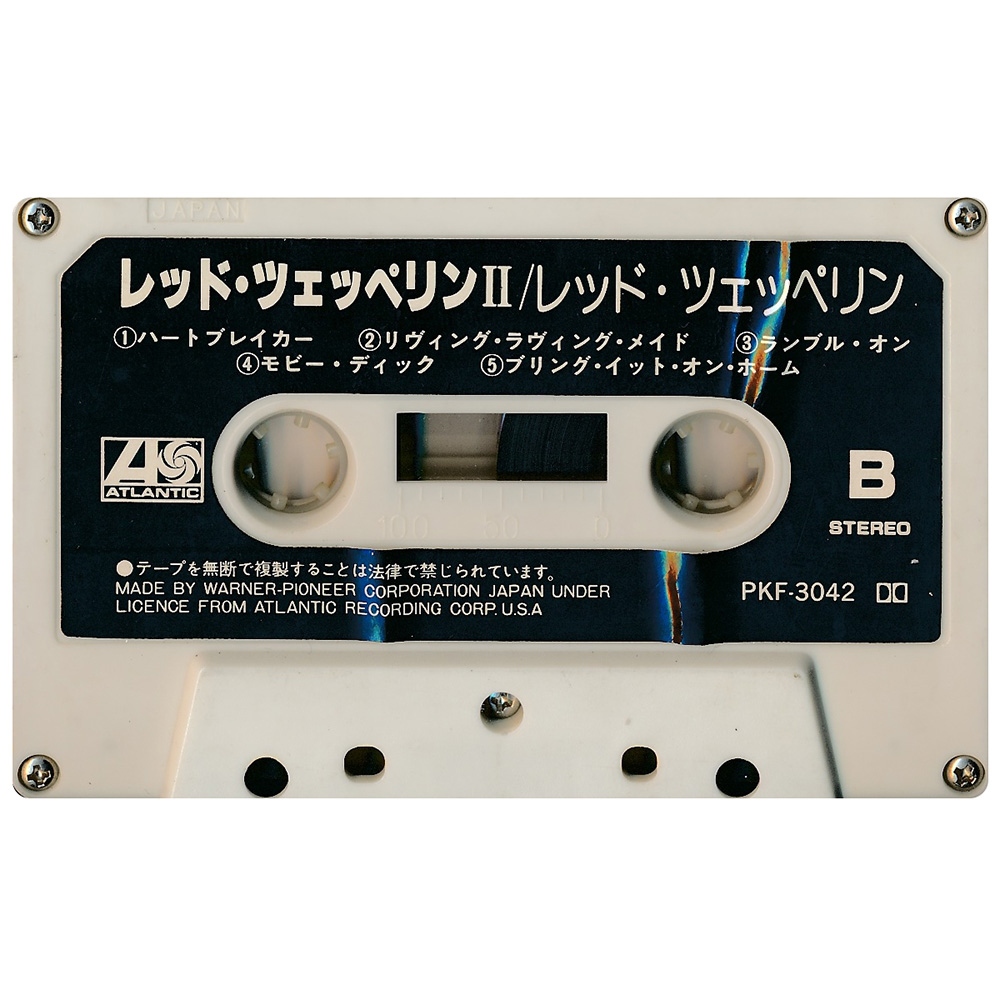 JAPAN
レッド・ツェッペリンII/レッド・ツェッペリン
①ハートブレイカー ②リヴィング・ラヴィング・メイド ③ランブル・オン
④モビー・ディック ⑤ブリング・イット・オン・ホーム
ATLANTIC
B
STEREO
100 50 0
●テープを無断で複製することは法律で禁じられています。
MADE BY WARNER-PIONEER CORPORATION JAPAN UNDER
LICENCE FROM ATLANTIC RECORDING CORP. U.S.A
PKF-3042